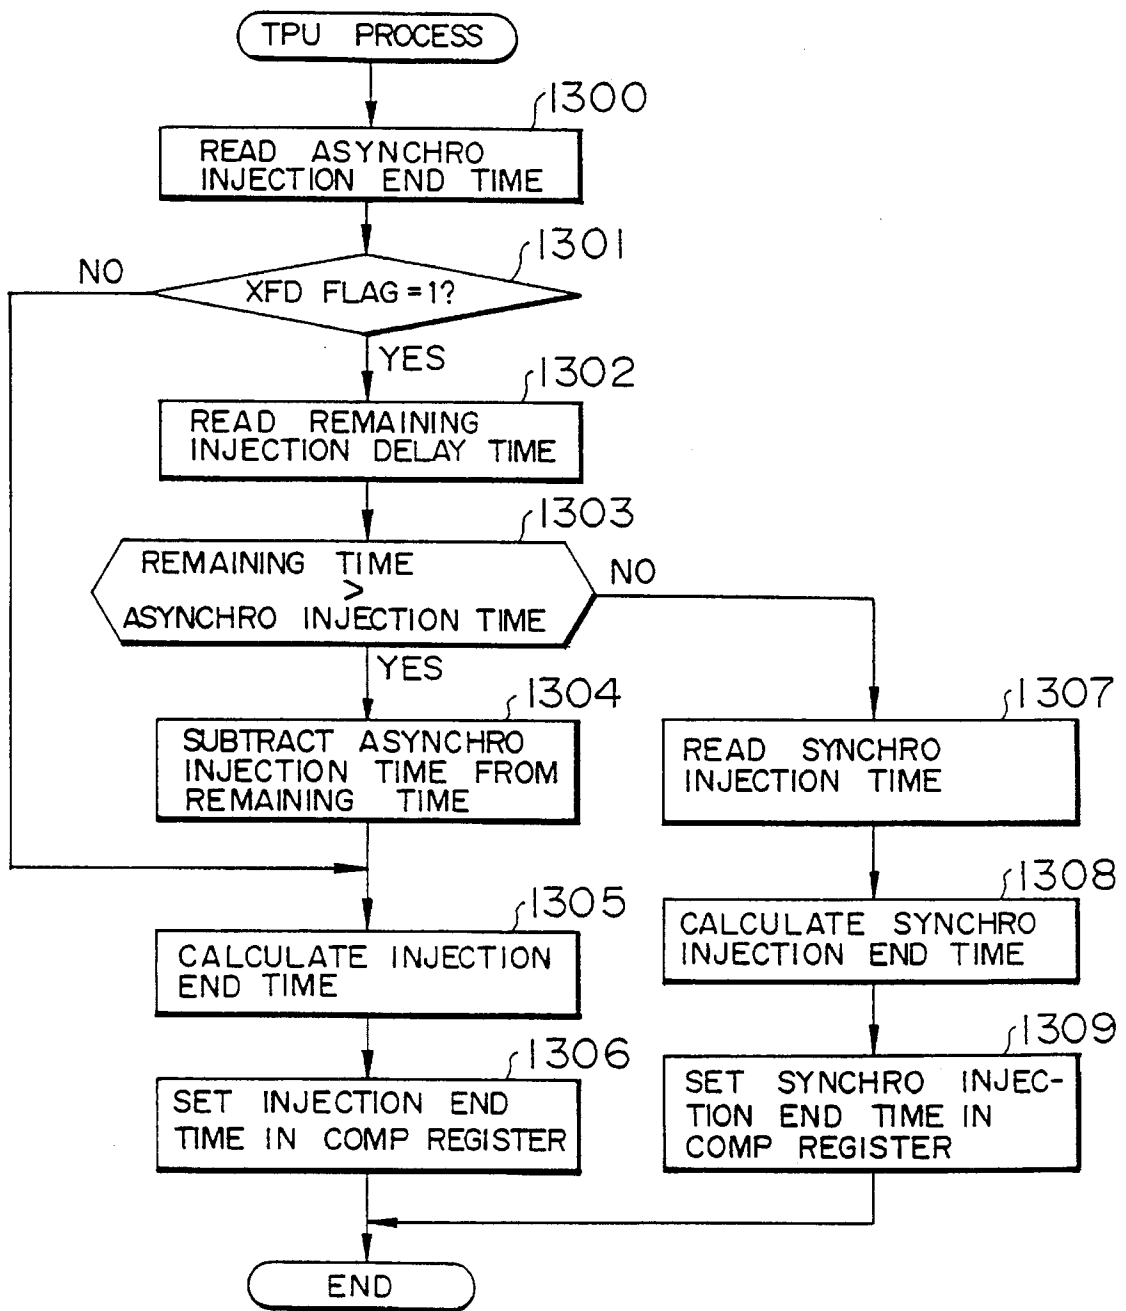 TPU PROCESS
1300
READ ASYNCHRO
INJECTION END TIME
1301
NO
XFD FLAG = 1?
YES
1302
READ REMAINING
INJECTION DELAY TIME
1303
REMAINING TIME
>
ASYNCHRO INJECTION TIME
NO
YES
1304
SUBTRACT ASYNCHRO
INJECTION TIME FROM
REMAINING TIME
1307
READ SYNCHRO
INJECTION TIME
1305
CALCULATE INJECTION
END TIME
1308
CALCULATE SYNCHRO
INJECTION END TIME
1306
SET INJECTION END
TIME IN COMP REGISTER
1309
SET SYNCHRO INJEC-
TION END TIME IN
COMP REGISTER
END